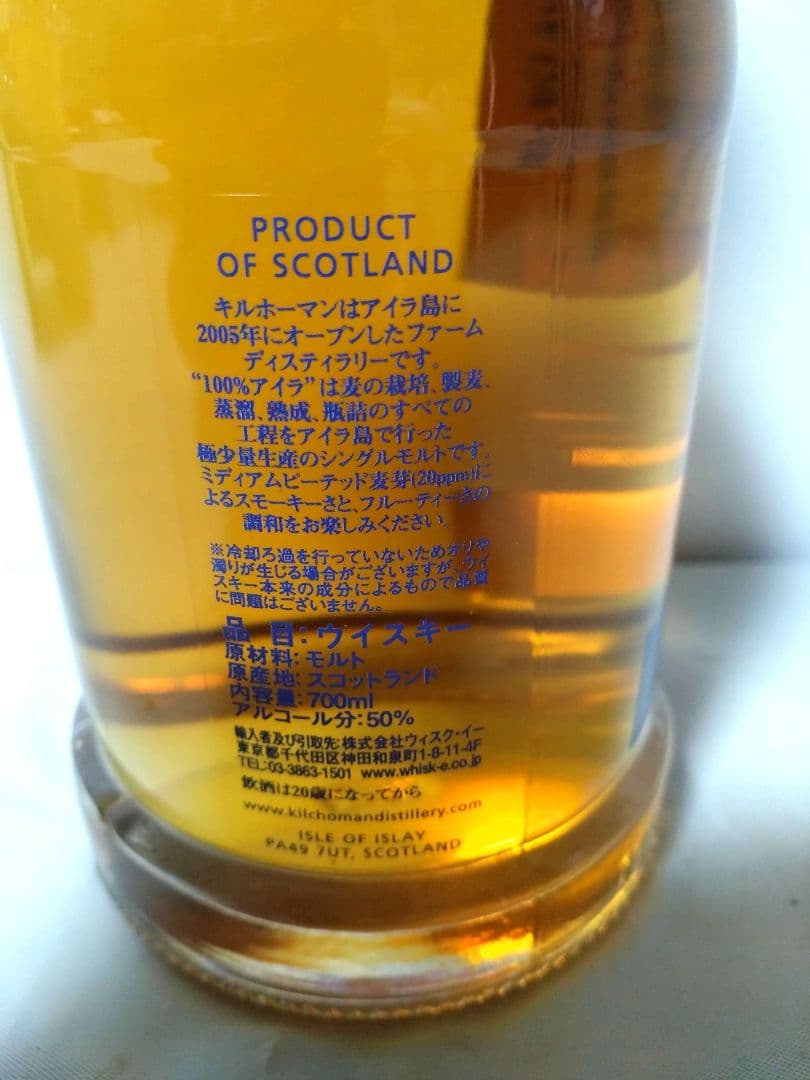 PRODUCT
OF SCOTLAND
キルホーマンはアイラ島に
2005年にオープンしたファーム
ディスティラリーです。
“100%アイラ”は麦の栽培、製麦、
蒸溜、熟成、瓶詰のすべての
工程をアイラ島で行った
極少量生産のシングルモルトです。
ミディアムピーテッド麦芽(20ppm)に
よるスモーキーさと、フルーティーさの
調和をお楽しみください。
※冷却ろ過を行っていないためオリや
濁りが生じる場合がございますが、ウイ
スキー本来の成分によるもので品質
に問題はございません。
品 目:ウイスキー
原材料:モルト
原産地:スコットランド
内容量:700ml
アルコール分:50%
輸入者及び引取先:株式会社ウィスク・イー
東京都千代田区神田和泉町1-8-11-4F
TEL:03-3863-1501 www.whisk-e.co.jp
飲酒は20歳になってから
www.kilchomandistillery.com
ISLE OF ISLAY
PA49 7UT, SCOTLAND